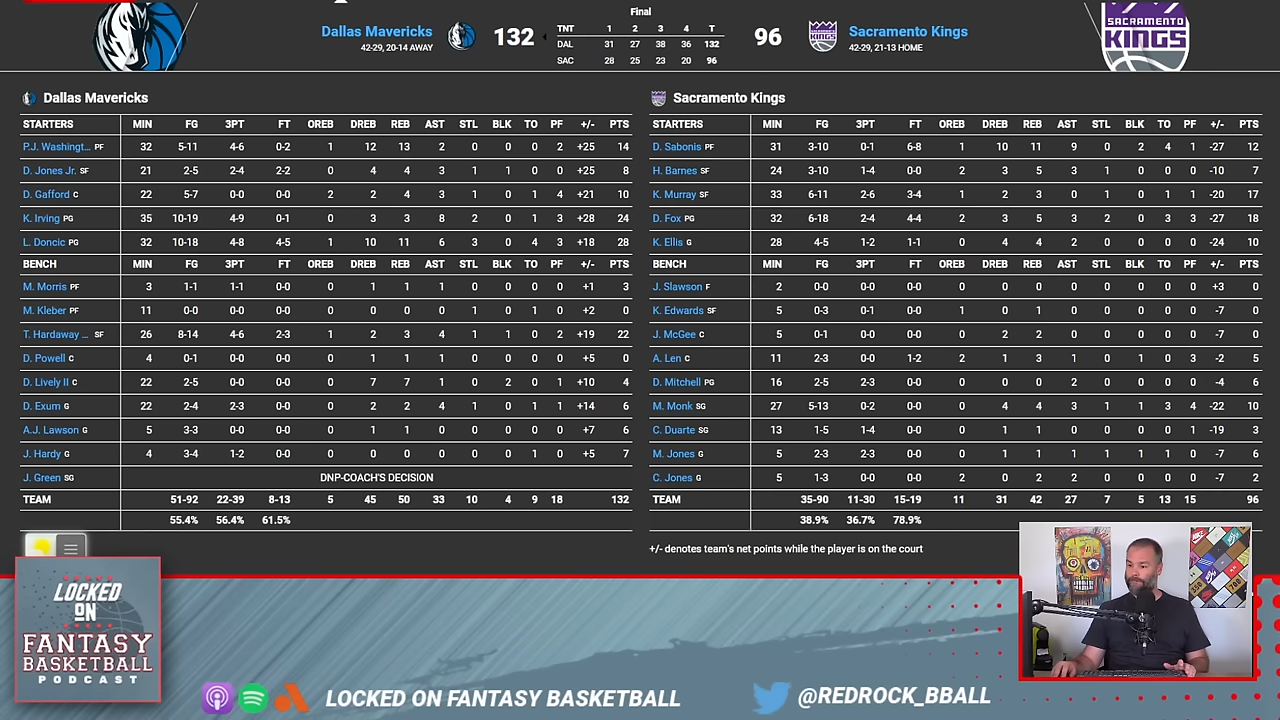 Final
Dallas Mavericks
42-29, 20-14 AWAY
132
TNT 1 2 3 4 T
DAL 31 27 38 36 132
SAC 28 25 23 20 96
96
Sacramento Kings
42-29, 21-13 HOME
SACRAMENTO
KINGS
Dallas Mavericks
STARTERS MIN FG 3PT FT OREB DREB REB AST STL BLK TO PF +/- PTS
P.J. Washingt... PF 32 5-11 4-6 0-2 1 12 13 2 0 0 0 2 +25 14
D. Jones Jr. SF 21 2-5 2-4 2-2 0 4 4 3 1 1 0 0 +25 8
D. Gafford C 22 5-7 0-0 0-0 2 2 4 3 1 0 1 4 +21 10
K. Irving PG 35 10-19 4-9 0-1 0 3 3 8 2 0 1 3 +28 24
L. Doncic PG 32 10-18 4-8 4-5 1 10 11 6 3 0 4 3 +18 28
BENCH MIN FG 3PT FT OREB DREB REB AST STL BLK TO PF +/- PTS
M. Morris PF 3 1-1 1-1 0-0 0 1 1 1 0 0 0 0 +1 3
M. Kleber PF 11 0-0 0-0 0-0 0 0 0 0 1 0 1 0 +2 0
T. Hardaway ... SF 26 8-14 4-6 2-3 1 2 3 4 1 1 0 2 +19 22
D. Powell C 4 0-1 0-0 0-0 0 1 1 1 0 0 0 0 +5 0
D. Lively II C 22 2-5 0-0 0-0 0 7 7 1 0 2 0 1 +10 4
D. Exum G 22 2-4 2-3 0-0 0 2 2 4 1 0 1 1 +14 6
A.J. Lawson G 5 3-3 0-0 0-0 0 1 1 0 0 0 0 0 +7 6
J. Hardy G 4 3-4 1-2 0-0 0 0 0 0 0 0 1 0 +5 7
J. Green SG DNP-COACH'S DECISION
TEAM 51-92 22-39 8-13 5 45 50 33 10 4 9 18 132
55.4% 56.4% 61.5%
Sacramento Kings
STARTERS MIN FG 3PT FT OREB DREB REB AST STL BLK TO PF +/- PTS
D. Sabonis PF 31 3-10 0-1 6-8 1 10 11 9 0 2 4 1 -27 12
H. Barnes SF 24 3-10 1-4 0-0 2 3 5 3 1 0 0 0 -10 7
K. Murray SF 33 6-11 2-6 3-4 1 2 3 0 1 0 1 1 -20 17
D. Fox PG 32 6-18 2-4 4-4 2 3 5 3 2 0 3 3 -27 18
K. Ellis G 28 4-5 1-2 1-1 0 4 4 2 0 0 0 0 -24 10
BENCH MIN FG 3PT FT OREB DREB REB AST STL BLK TO PF +/- PTS
J. Slawson F 2 0-0 0-0 0-0 0 0 0 0 0 0 0 0 +3 0
K. Edwards SF 5 0-3 0-1 0-0 1 0 1 0 0 0 0 0 -7 0
J. McGee C 5 0-1 0-0 0-0 0 2 2 0 0 0 0 0 -7 0
A. Len C 11 2-3 0-0 1-2 2 1 3 1 0 1 0 3 -2 5
D. Mitchell PG 16 2-5 2-3 0-0 0 0 0 2 0 0 0 0 -4 6
M. Monk SG 27 5-13 0-2 0-0 0 4 4 3 1 1 3 4 -22 10
C. Duarte SG 13 1-5 1-4 0-0 0 1 1 0 0 0 1 1 -19 3
M. Jones G 5 2-3 2-3 0-0 0 1 1 1 1 1 1 0 -7 6
C. Jones G 5 1-3 0-0 0-0 2 0 2 2 1 0 0 2 -7 2
TEAM 35-90 11-30 15-19 11 31 42 27 7 5 13 15 96
38.9% 36.7% 78.9%
+/- denotes team's net points while the player is on the court
LOCKED
ON
FANTASY
BASKETBALL
PODCAST
LOCKED ON FANTASY BASKETBALL
@REDROCK_BBALL